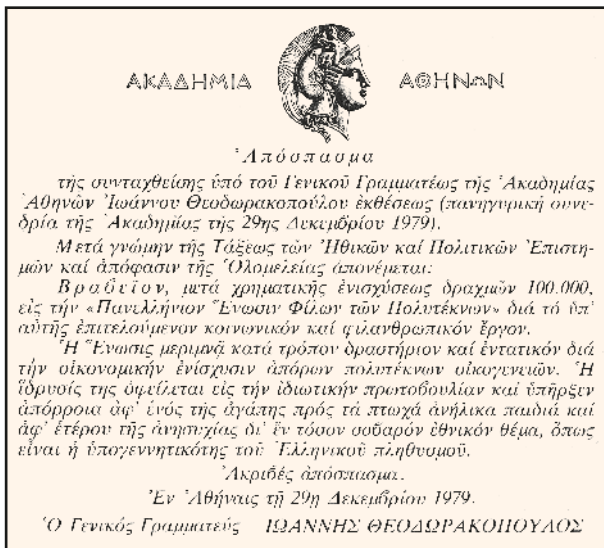 ΑΚΑΔΗΜΙΑ ΑΘΗΝΩΝ
Ἀπόσπασμα
τῆς συνταχθείσης ὑπό τοῦ Γενικοῦ Γραμματέως τῆς Ἀκαδημίας
Ἀθηνῶν Ἰωάννου Θεοδωρακοπούλου ἐκθέσεως (πανηγυρική συνε-
δρία τῆς Ἀκαδημίας τῆς 29ης Δεκεμβρίου 1979).
Μετά γνώμην τῆς Τάξεως τῶν Ἠθικῶν καί Πολιτικῶν Ἐπιστη-
μῶν καί ἀπόφασιν τῆς Ὁλομελείας ἀπονέμεται:
Βραβεῖον, μετά χρηματικῆς ἐνισχύσεως δραχμῶν 100.000,
εἰς τήν «Πανελλήνιον Ἕνωσιν Φίλων τῶν Πολυτέκνων» διά τό ὑπ'
αὐτῆς ἐπιτελούμενον κοινωνικόν καί φιλανθρωπικόν ἔργον.
Ἡ Ἕνωσις μεριμνᾷ κατά τρόπον δραστήριον καί ἐντατικόν διά
τήν οἰκονομικήν ἐνίσχυσιν ἀπόρων πολυτέκνων οἰκογενειῶν. Ἡ
ἵδρυσίς της ὀφείλεται εἰς τήν ἰδιωτικήν πρωτοβουλίαν καί ὑπῆρξεν
ἀπόρροια ἀφ' ἑνός τῆς ἀγάπης πρός τά πτωχά ἀνήλικα παιδιά καί
ἀφ' ἑτέρου τῆς ἀνησυχίας δι' ἕν τόσον σοβαρόν ἐθνικόν θέμα, ὅπως
εἶναι ἡ ὑπογεννητικότης τοῦ Ἑλληνικοῦ πληθυσμοῦ.
Ἀκριβές ἀπόσπασμα.
Ἐν Ἀθήναις τῇ 29η Δεκεμβρίου 1979.
Ὁ Γενικός Γραμματεύς ΙΩΑΝΝΗΣ ΘΕΟΔΩΡΑΚΟΠΟΥΛΟΣ